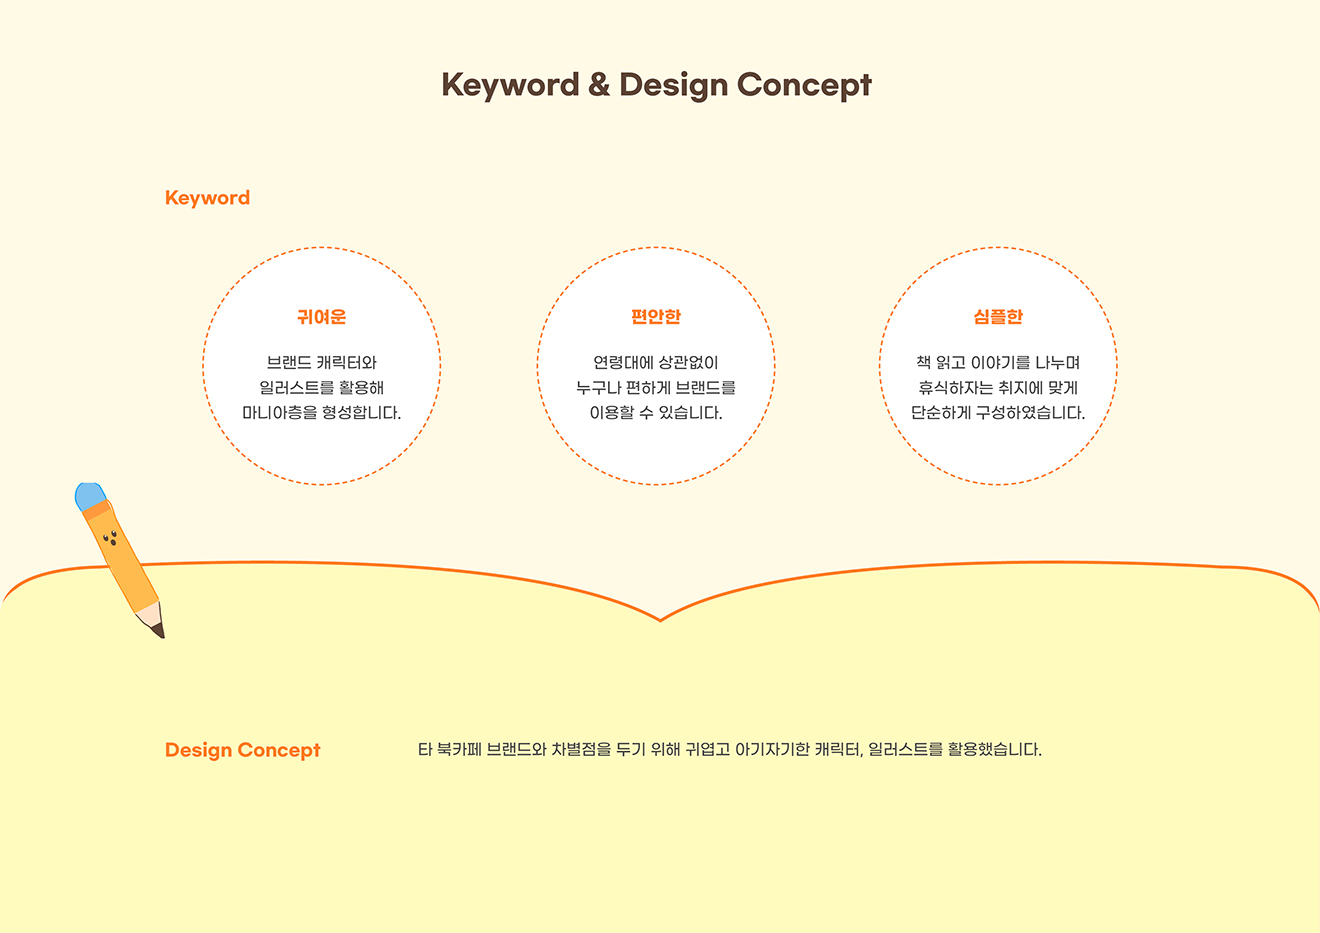 Keyword & Design Concept
Keyword
귀여운
브랜드 캐릭터와
일러스트를 활용해
마니아층을 형성합니다.
편안한
연령대에 상관없이
누구나 편하게 브랜드를
이용할 수 있습니다.
심플한
책 읽고 이야기를 나누며
휴식하자는 취지에 맞게
단순하게 구성하였습니다.
Design Concept
타 북카페 브랜드와 차별점을 두기 위해 귀엽고 아기자기한 캐릭터, 일러스트를 활용했습니다.